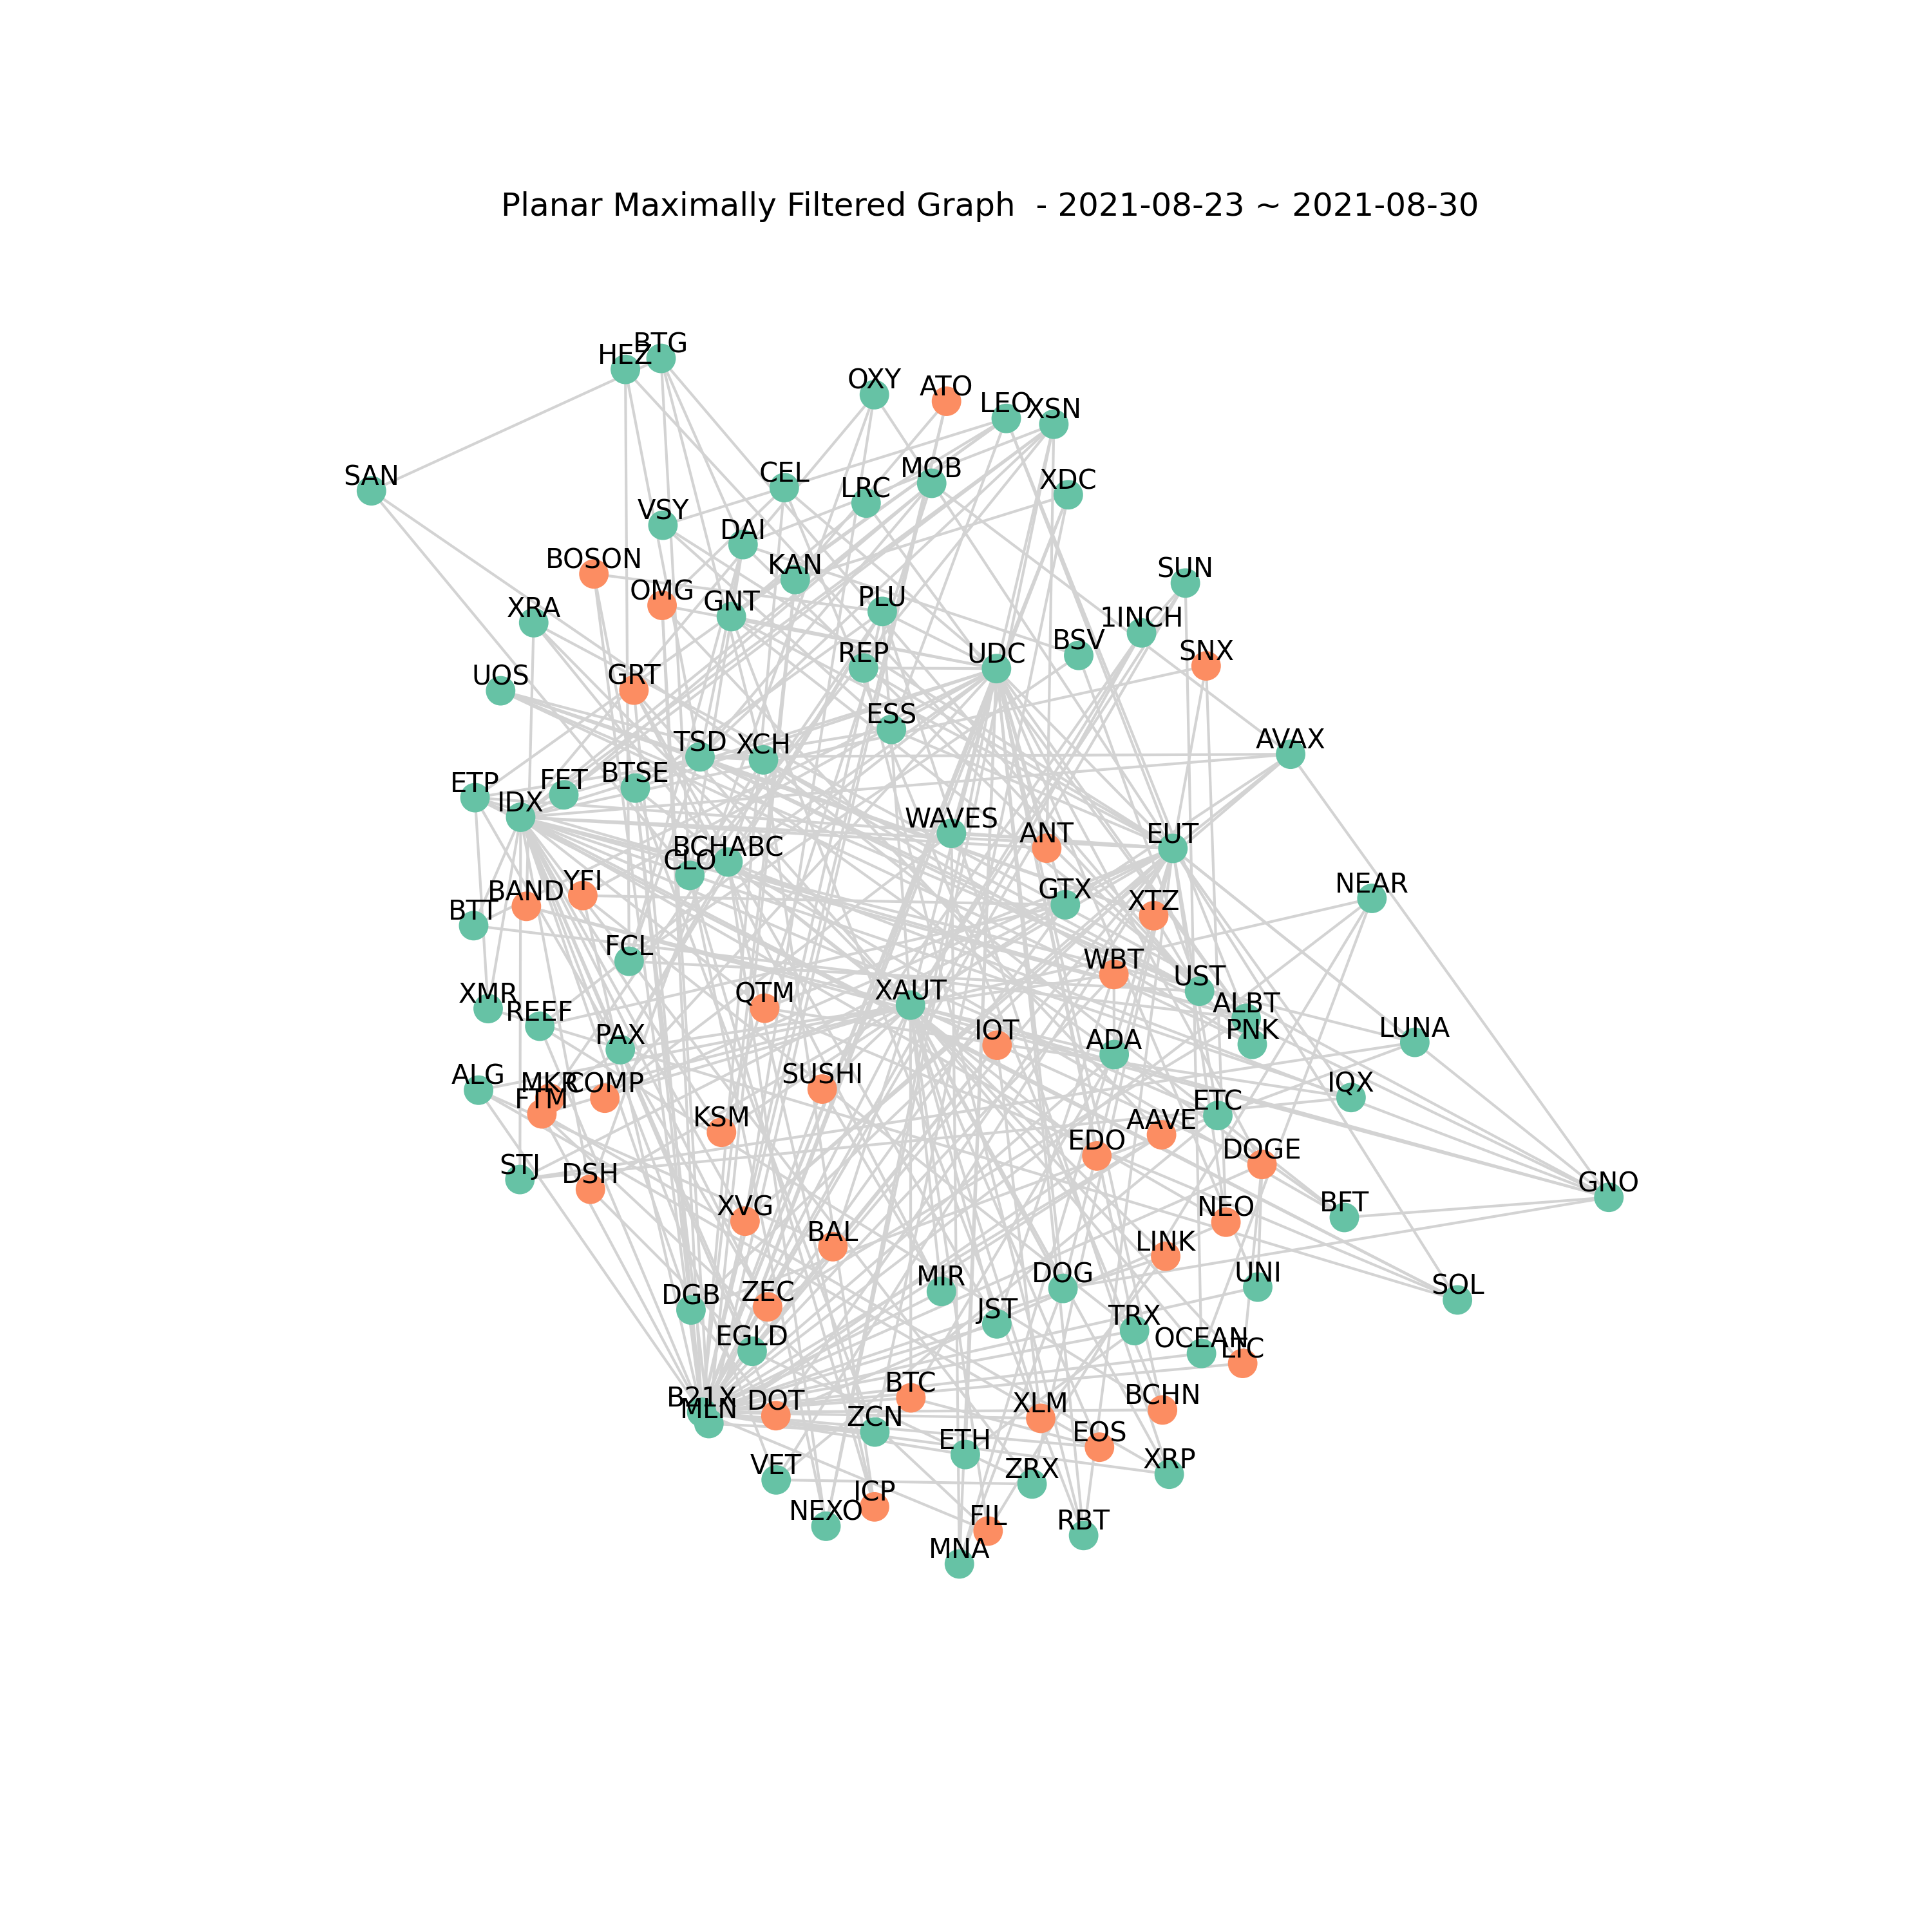 Planar Maximally Filtered Graph  - 2021-08-23 ~ 2021-08-30
BTG
HEZ
OXY
ATO
LEO
XSN
SAN
CEL
MOB
LRC
XDC
VSY
DAI
BOSON
KAN
SUN
OMG
GNT
PLU
XRA
1INCH
BSV
SNX
REP
UDC
UOS
GRT
ESS
TSD
XCH
AVAX
ETP
FET
BTSE
IDX
WAVES
ANT
EUT
BCHABC
CLO
BAND
YFI
GTX
XTZ
NEAR
BTT
FCL
WBT
UST
XMR
QTM
XAUT
ALBT
REEF
PAX
IOT
ADA
PNK
LUNA
ALG
MKR
COMP
SUSHI
IQX
FTM
KSM
ETC
AAVE
EDO
DOGE
STJ
DSH
GNO
XVG
BAL
NEO
BFT
LINK
DGB
ZEC
MIR
DOG
UNI
SOL
EGLD
JST
TRX
OCEAN
LTC
B21X
MLN
DOT
BTC
ZCN
XLM
BCHN
ETH
EOS
VET
ZRX
XRP
NEXO
ICP
FIL
RBT
MNA